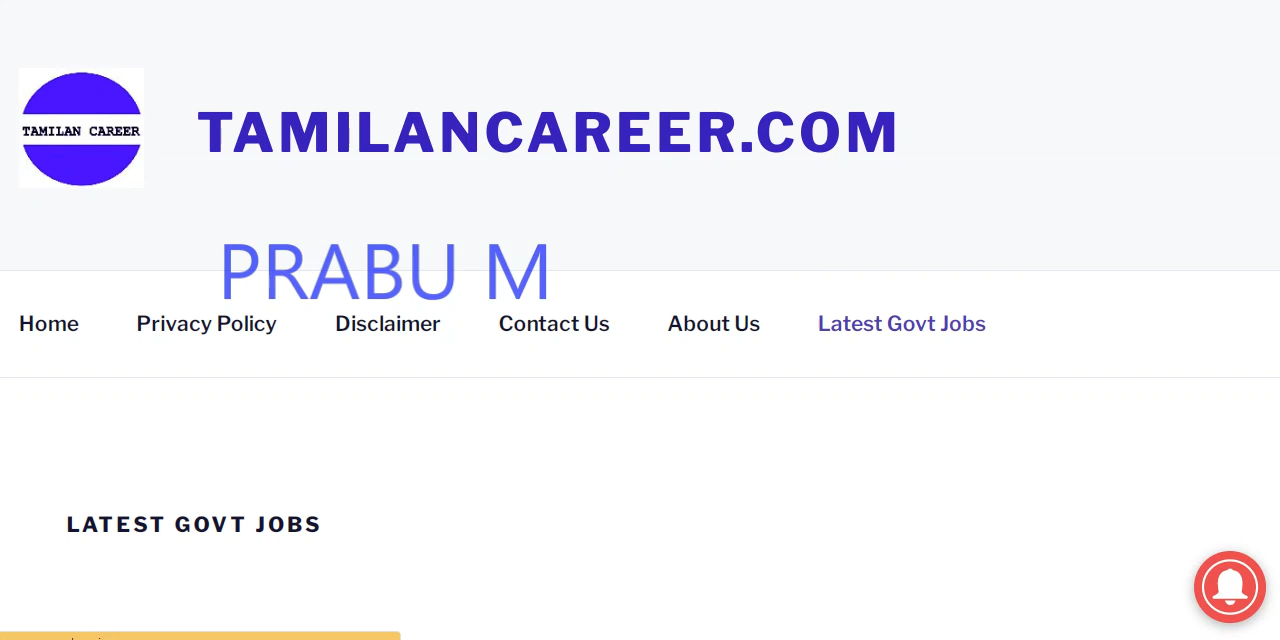 TAMILAN CAREER
TAMILANCAREER.COM
PRABU M
Home Privacy Policy Disclaimer Contact Us About Us Latest Govt Jobs
LATEST GOVT JOBS